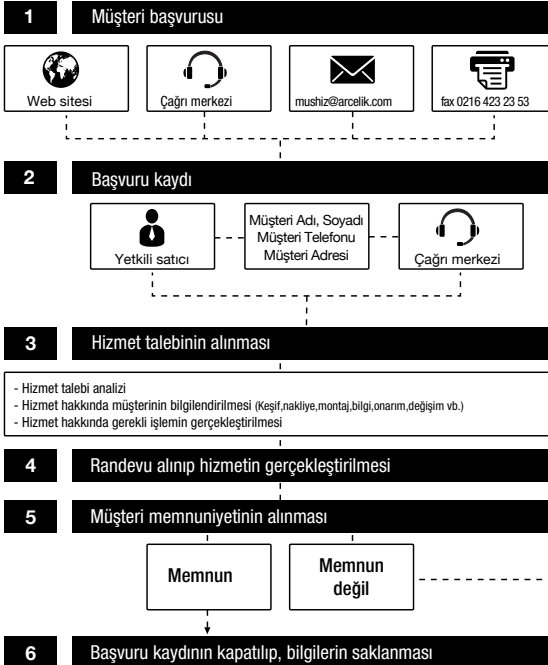 1 Müşteri başvurusu
Web sitesi
Çağrı merkezi
mushiz@arcelik.com
fax 0216 423 23 53
2 Başvuru kaydı
Yetkili satıcı
Müşteri Adı, Soyadı
Müşteri Telefonu
Müşteri Adresi
Çağrı merkezi
3 Hizmet talebinin alınması
- Hizmet talebi analizi
- Hizmet hakkında müşterinin bilgilendirilmesi (Keşif,nakliye,montaj,bilgi,onarım,değişim vb.)
- Hizmet hakkında gerekli işlemin gerçekleştirilmesi
4 Randevu alınıp hizmetin gerçekleştirilmesi
5 Müşteri memnuniyetinin alınması
Memnun
Memnun
değil
6 Başvuru kaydının kapatılıp, bilgilerin saklanması